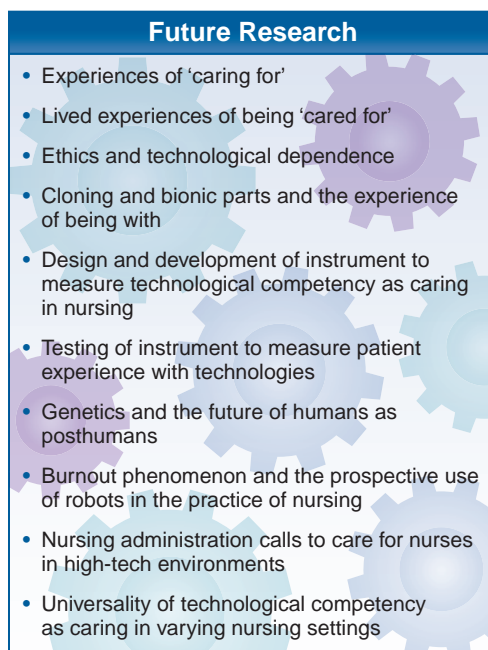 Future Research
• Experiences of ‘caring for’
• Lived experiences of being ‘cared for’
• Ethics and technological dependence
• Cloning and bionic parts and the experience
of being with
• Design and development of instrument to
measure technological competency as caring
in nursing
• Testing of instrument to measure patient
experience with technologies
• Genetics and the future of humans as
posthumans
• Burnout phenomenon and the prospective use
of robots in the practice of nursing
• Nursing administration calls to care for nurses
in high-tech environments
• Universality of technological competency
as caring in varying nursing settings